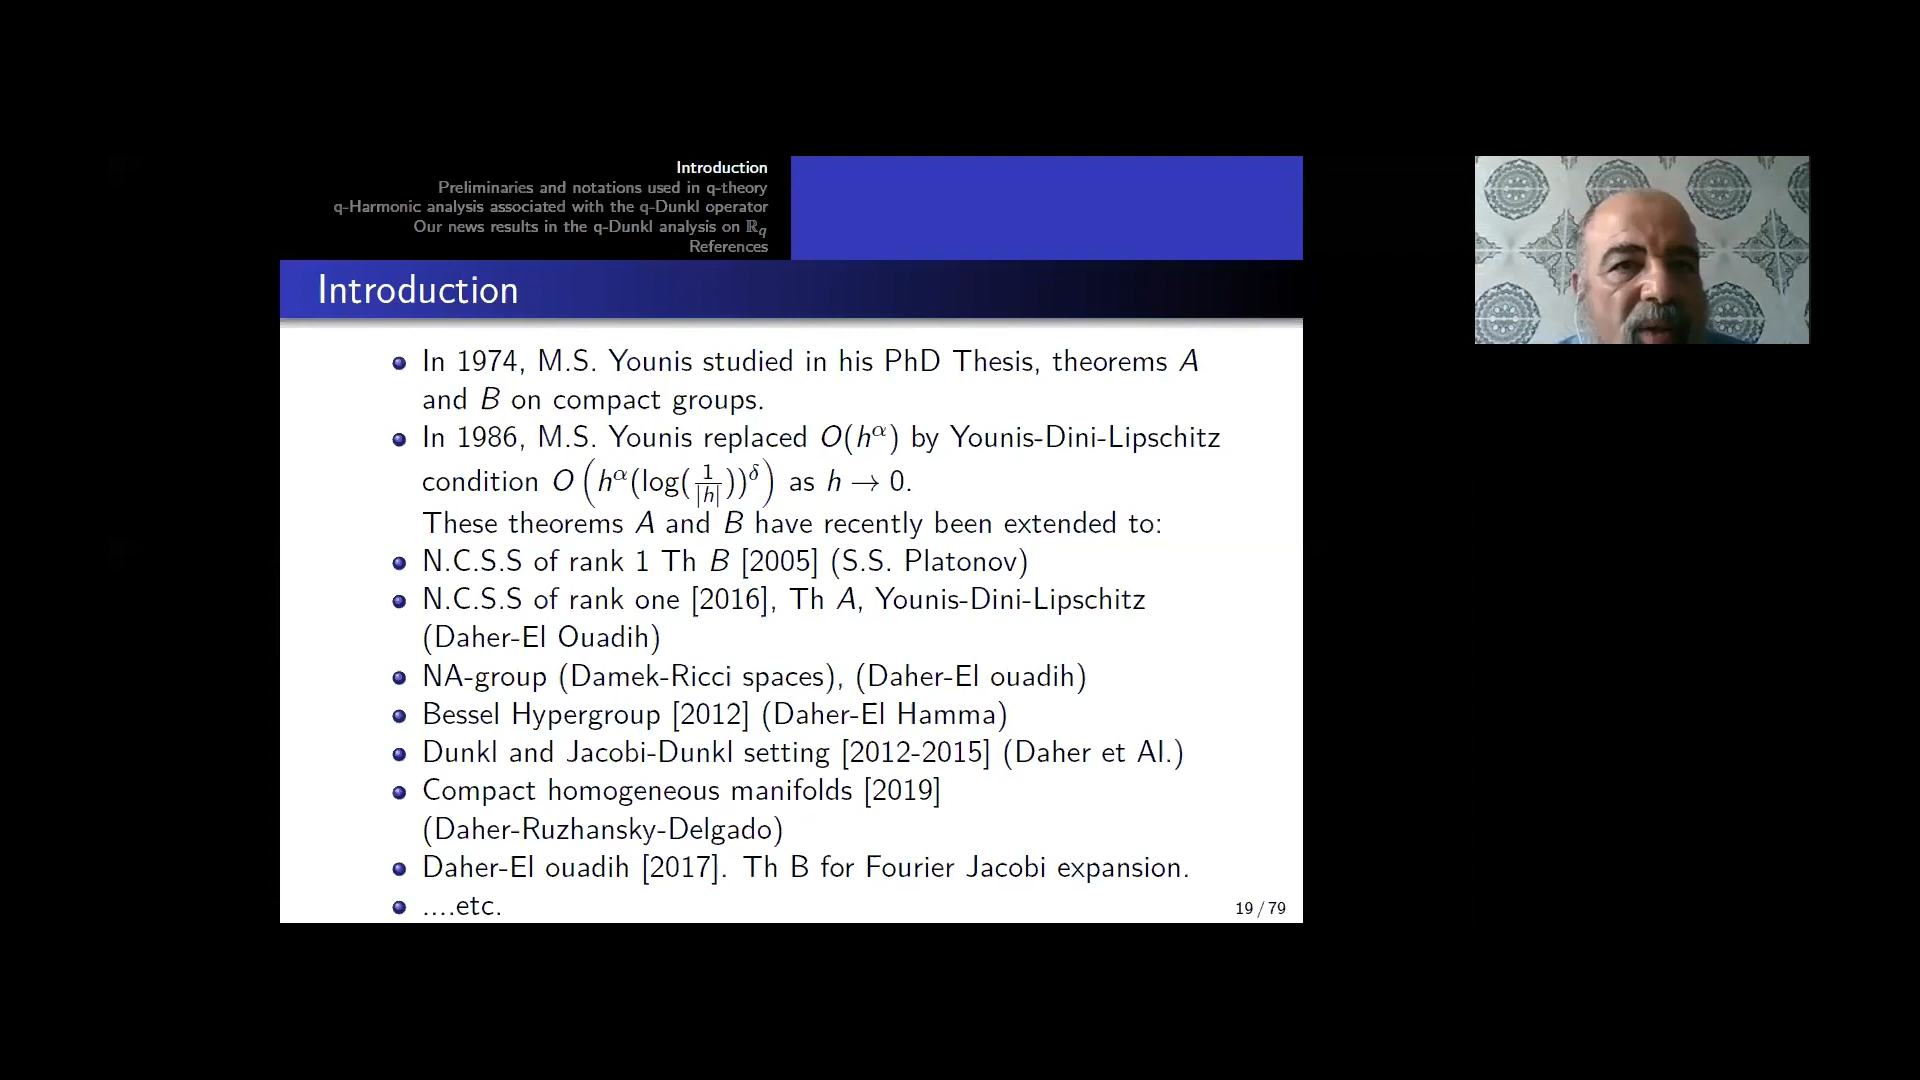 Introduction
Preliminaries and notations used in q-theory
q-Harmonic analysis associated with the q-Dunkl operator
Our news results in the q-Dunkl analysis on ℝ_q
References
Introduction
In 1974, M.S. Younis studied in his PhD Thesis, theorems A
and B on compact groups.
In 1986, M.S. Younis replaced O(h^α) by Younis-Dini-Lipschitz
condition O(h^α(log(1/|h|))^δ) as h → 0.
These theorems A and B have recently been extended to:
N.C.S.S of rank 1 Th B [2005] (S.S. Platonov)
N.C.S.S of rank one [2016], Th A, Younis-Dini-Lipschitz
(Daher-El Ouadih)
NA-group (Damek-Ricci spaces), (Daher-El ouadih)
Bessel Hypergroup [2012] (Daher-El Hamma)
Dunkl and Jacobi-Dunkl setting [2012-2015] (Daher et Al.)
Compact homogeneous manifolds [2019]
(Daher-Ruzhansky-Delgado)
Daher-El ouadih [2017]. Th B for Fourier Jacobi expansion.
....etc.
19 / 79